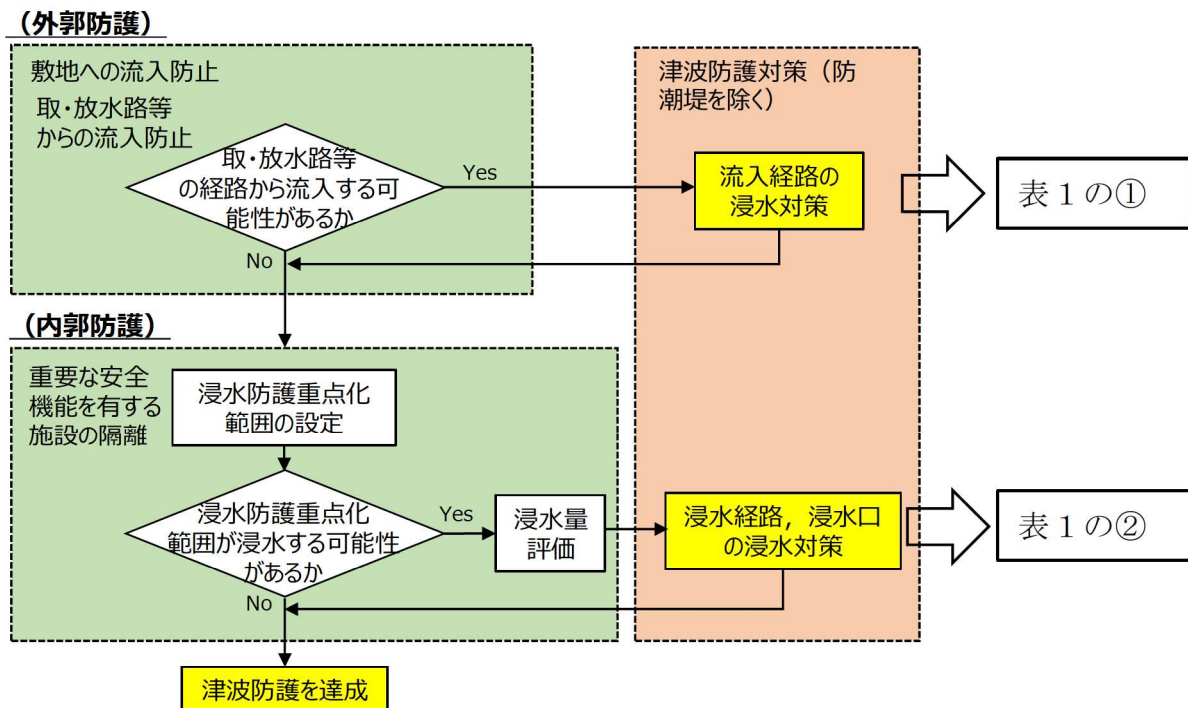 （外郭防護）
敷地への流入防止
取・放水路等
からの流入防止
取・放水路等
の経路から流入する可
能性があるか
Yes
No
津波防護対策（防
潮堤を除く）
流入経路の
浸水対策
表１の①
（内郭防護）
重要な安全
機能を有する
施設の隔離
浸水防護重点化
範囲の設定
浸水防護重点化
範囲が浸水する可能性
があるか
Yes
No
浸水量
評価
浸水経路，浸水口
の浸水対策
表１の②
津波防護を達成